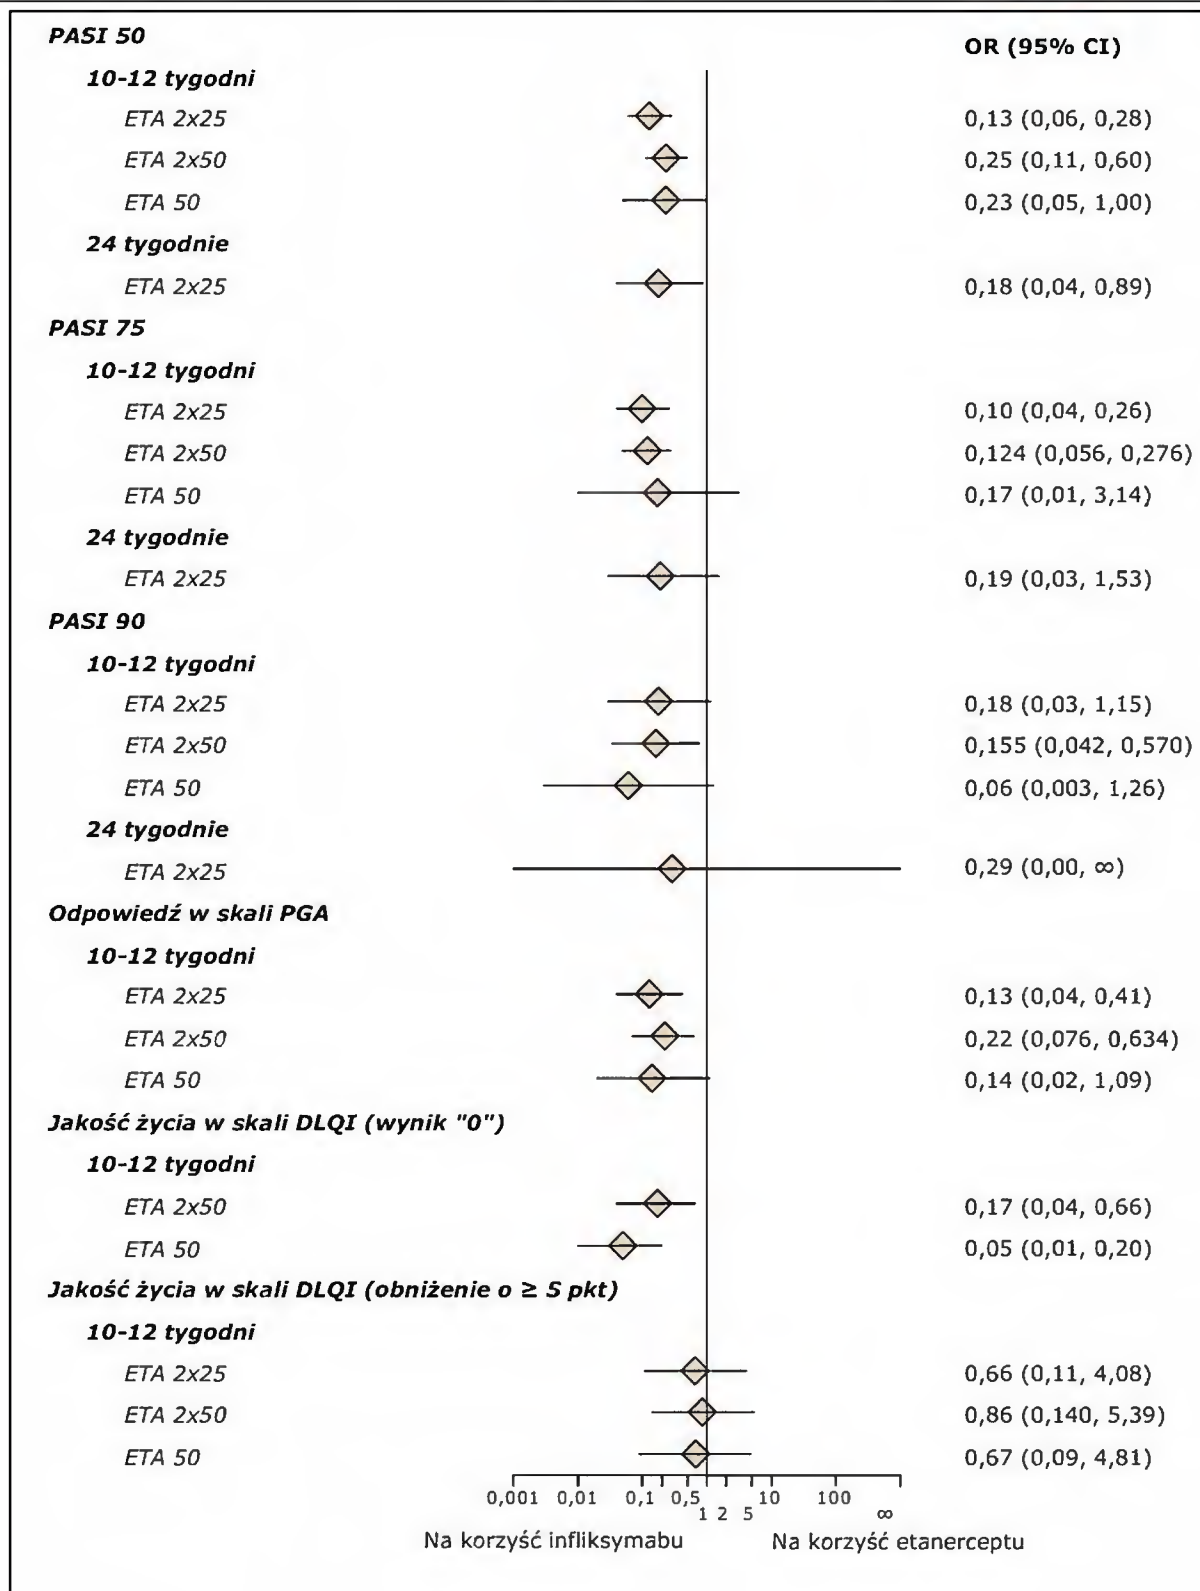 PASI 50
OR (95% CI)
10-12 tygodni
ETA 2x25 0,13 (0,06, 0,28)
ETA 2x50 0,25 (0,11, 0,60)
ETA 50 0,23 (0,05, 1,00)
24 tygodnie
ETA 2x25 0,18 (0,04, 0,89)
PASI 75
10-12 tygodni
ETA 2x25 0,10 (0,04, 0,26)
ETA 2x50 0,124 (0,056, 0,276)
ETA 50 0,17 (0,01, 3,14)
24 tygodnie
ETA 2x25 0,19 (0,03, 1,53)
PASI 90
10-12 tygodni
ETA 2x25 0,18 (0,03, 1,15)
ETA 2x50 0,155 (0,042, 0,570)
ETA 50 0,06 (0,003, 1,26)
24 tygodnie
ETA 2x25 0,29 (0,00, ∞)
Odpowiedź w skali PGA
10-12 tygodni
ETA 2x25 0,13 (0,04, 0,41)
ETA 2x50 0,22 (0,076, 0,634)
ETA 50 0,14 (0,02, 1,09)
Jakość życia w skali DLQI (wynik "0")
10-12 tygodni
ETA 2x50 0,17 (0,04, 0,66)
ETA 50 0,05 (0,01, 0,20)
Jakość życia w skali DLQI (obniżenie o ≥ 5 pkt)
10-12 tygodni
ETA 2x25 0,66 (0,11, 4,08)
ETA 2x50 0,86 (0,140, 5,39)
ETA 50 0,67 (0,09, 4,81)
0,001 0,01 0,1 0,5 10 100
1 2 5 ∞
Na korzyść infliksymabu Na korzyść etanerceptu